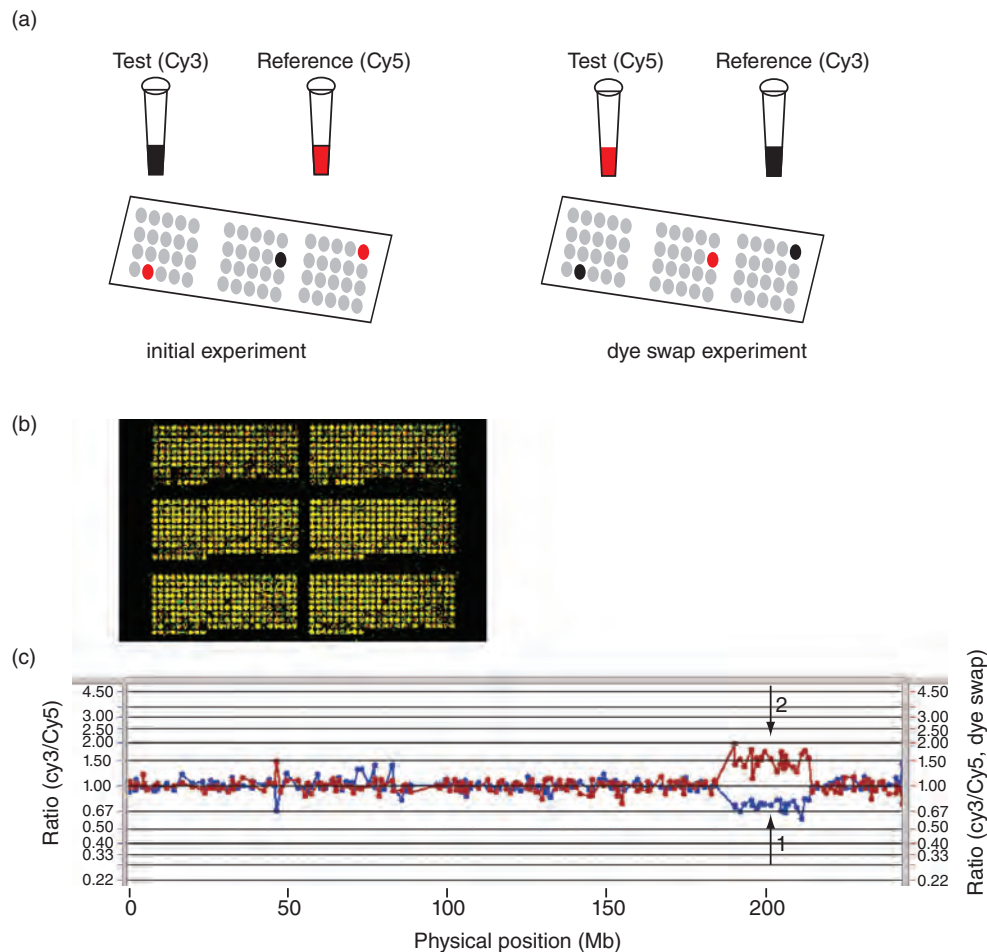 (a)
Test (Cy3) Reference (Cy5) Test (Cy5) Reference (Cy3)
initial experiment dye swap experiment
(b)
(c)
Ratio (cy3/Cy5)
4.50
3.00
2.50
2.00
1.50
1.00
0.67
0.50
0.40
0.33
0.22
2
1
4.50
3.00
2.50
2.00
1.50
1.00
0.67
0.50
0.40
0.33
0.22
Ratio (cy3/Cy5, dye swap)
0 50 100 150 200
Physical position (Mb)